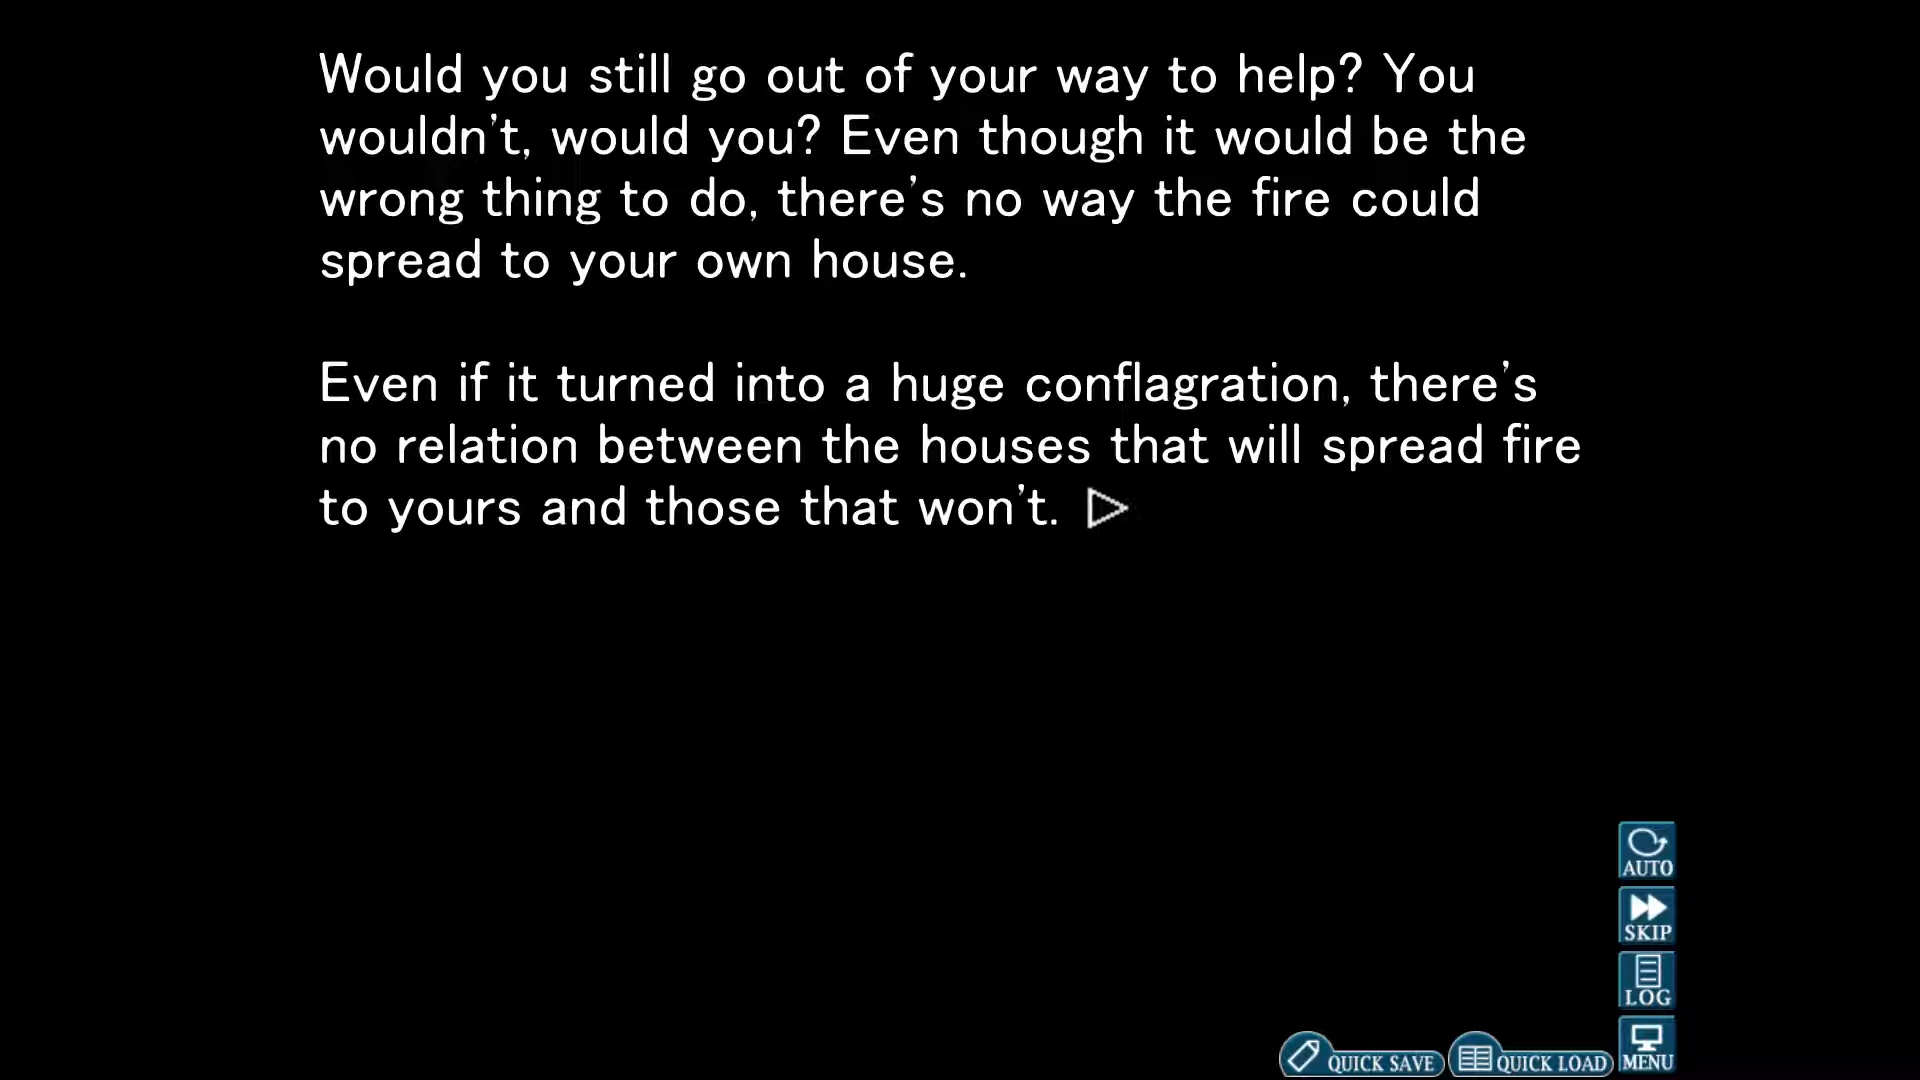 Would you still go out of your way to help? You
wouldn't, would you? Even though it would be the
wrong thing to do, there's no way the fire could
spread to your own house.
Even if it turned into a huge conflagration, there's
no relation between the houses that will spread fire
to yours and those that won't.
AUTO
SKIP
LOG
MENU
QUICK SAVE
QUICK LOAD